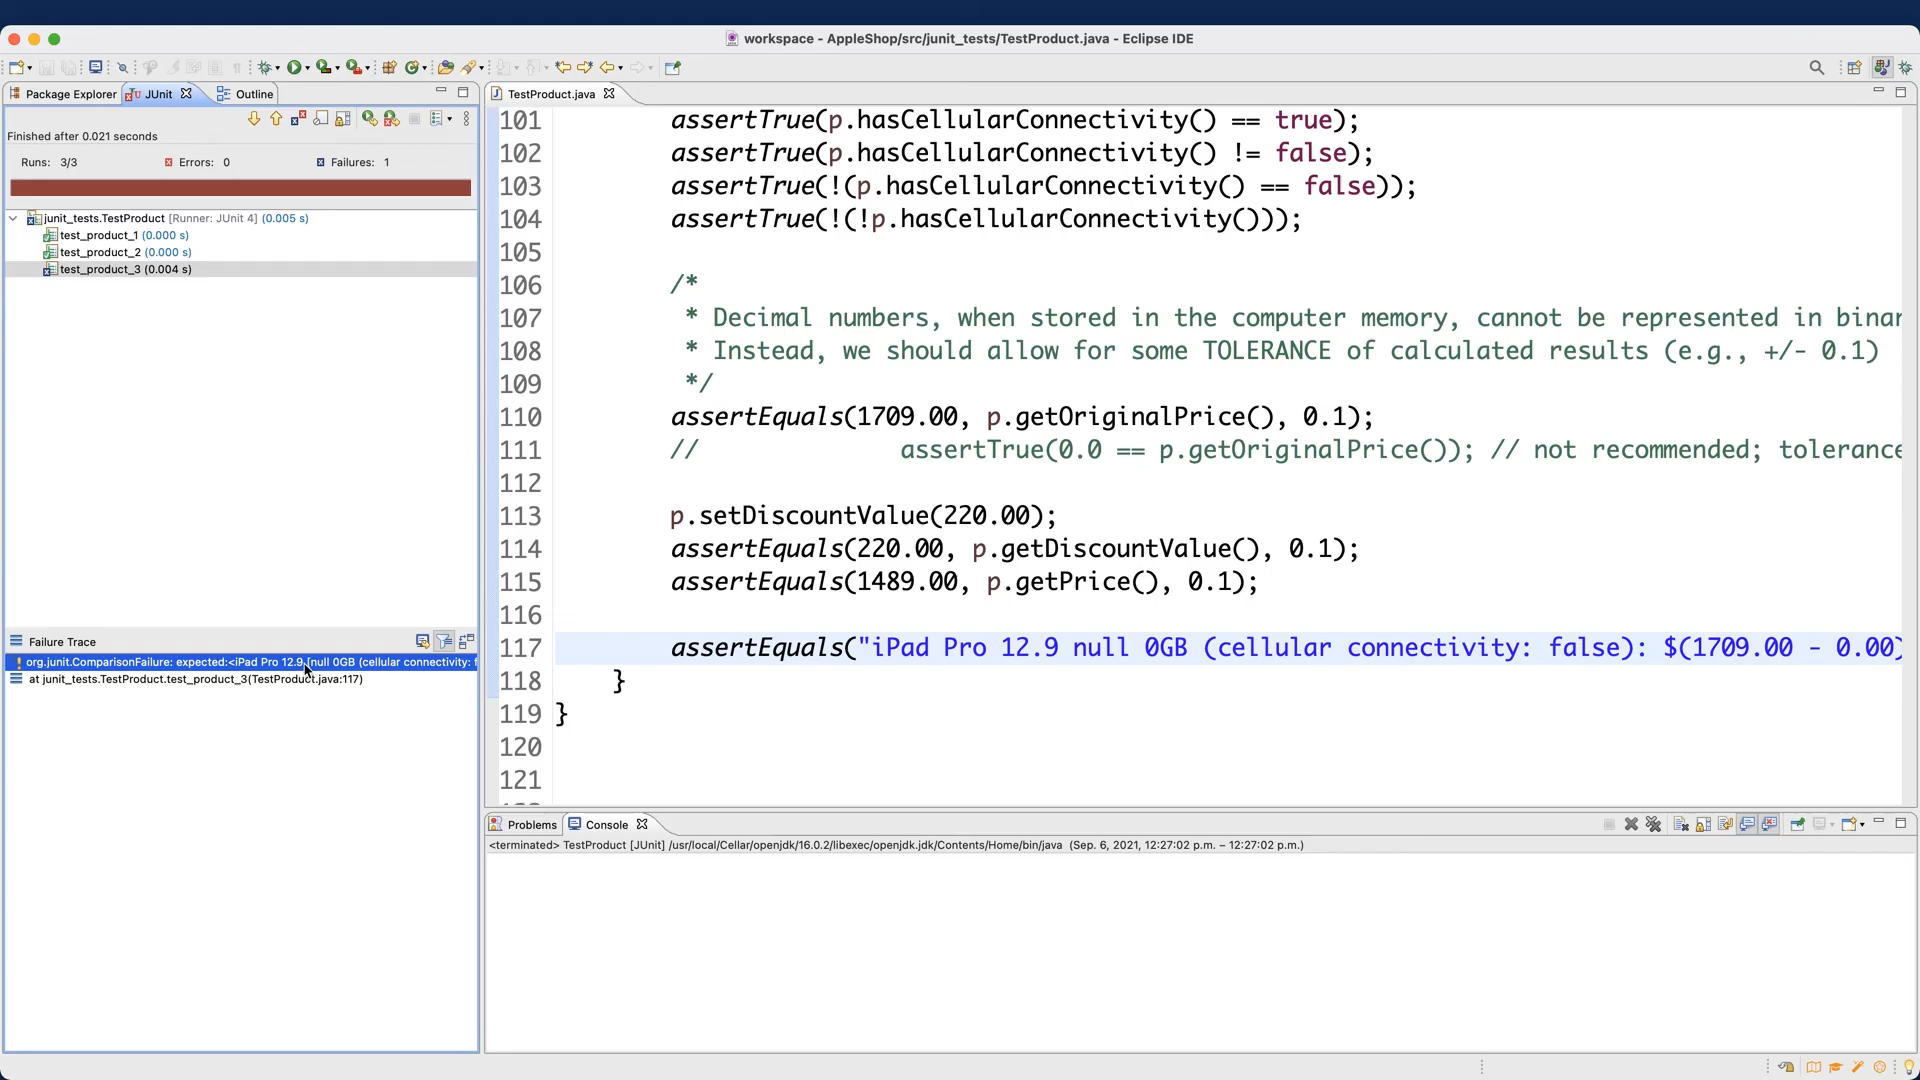 workspace - AppleShop/src/junit_tests/TestProduct.java - Eclipse IDE
Package Explorer
JUnit
Outline
Finished after 0.021 seconds
Runs: 3/3
Errors: 0
Failures: 1
junit_tests.TestProduct [Runner: JUnit 4] (0.005 s)
test_product_1 (0.000 s)
test_product_2 (0.000 s)
test_product_3 (0.004 s)
Failure Trace
org.junit.ComparisonFailure: expected:<iPad Pro 12.9 [null 0GB (cellular connectivity: f
at junit_tests.TestProduct.test_product_3(TestProduct.java:117)
TestProduct.java
101 assertTrue(p.hasCellularConnectivity() == true);
102 assertTrue(p.hasCellularConnectivity() != false);
103 assertTrue(!(p.hasCellularConnectivity() == false));
104 assertTrue(!(!p.hasCellularConnectivity()));
105
106 /*
107 * Decimal numbers, when stored in the computer memory, cannot be represented in binar
108 * Instead, we should allow for some TOLERANCE of calculated results (e.g., +/- 0.1)
109 */
110 assertEquals(1709.00, p.getOriginalPrice(), 0.1);
111 // assertTrue(0.0 == p.getOriginalPrice()); // not recommended; tolerance
112
113 p.setDiscountValue(220.00);
114 assertEquals(220.00, p.getDiscountValue(), 0.1);
115 assertEquals(1489.00, p.getPrice(), 0.1);
116
117 assertEquals("iPad Pro 12.9 null 0GB (cellular connectivity: false): $(1709.00 - 0.00)
118 }
119 }
120
121
Problems
Console
<terminated> TestProduct [JUnit] /usr/local/Cellar/openjdk/16.0.2/libexec/openjdk.jdk/Contents/Home/bin/java (Sep. 6, 2021, 12:27:02 p.m. – 12:27:02 p.m.)